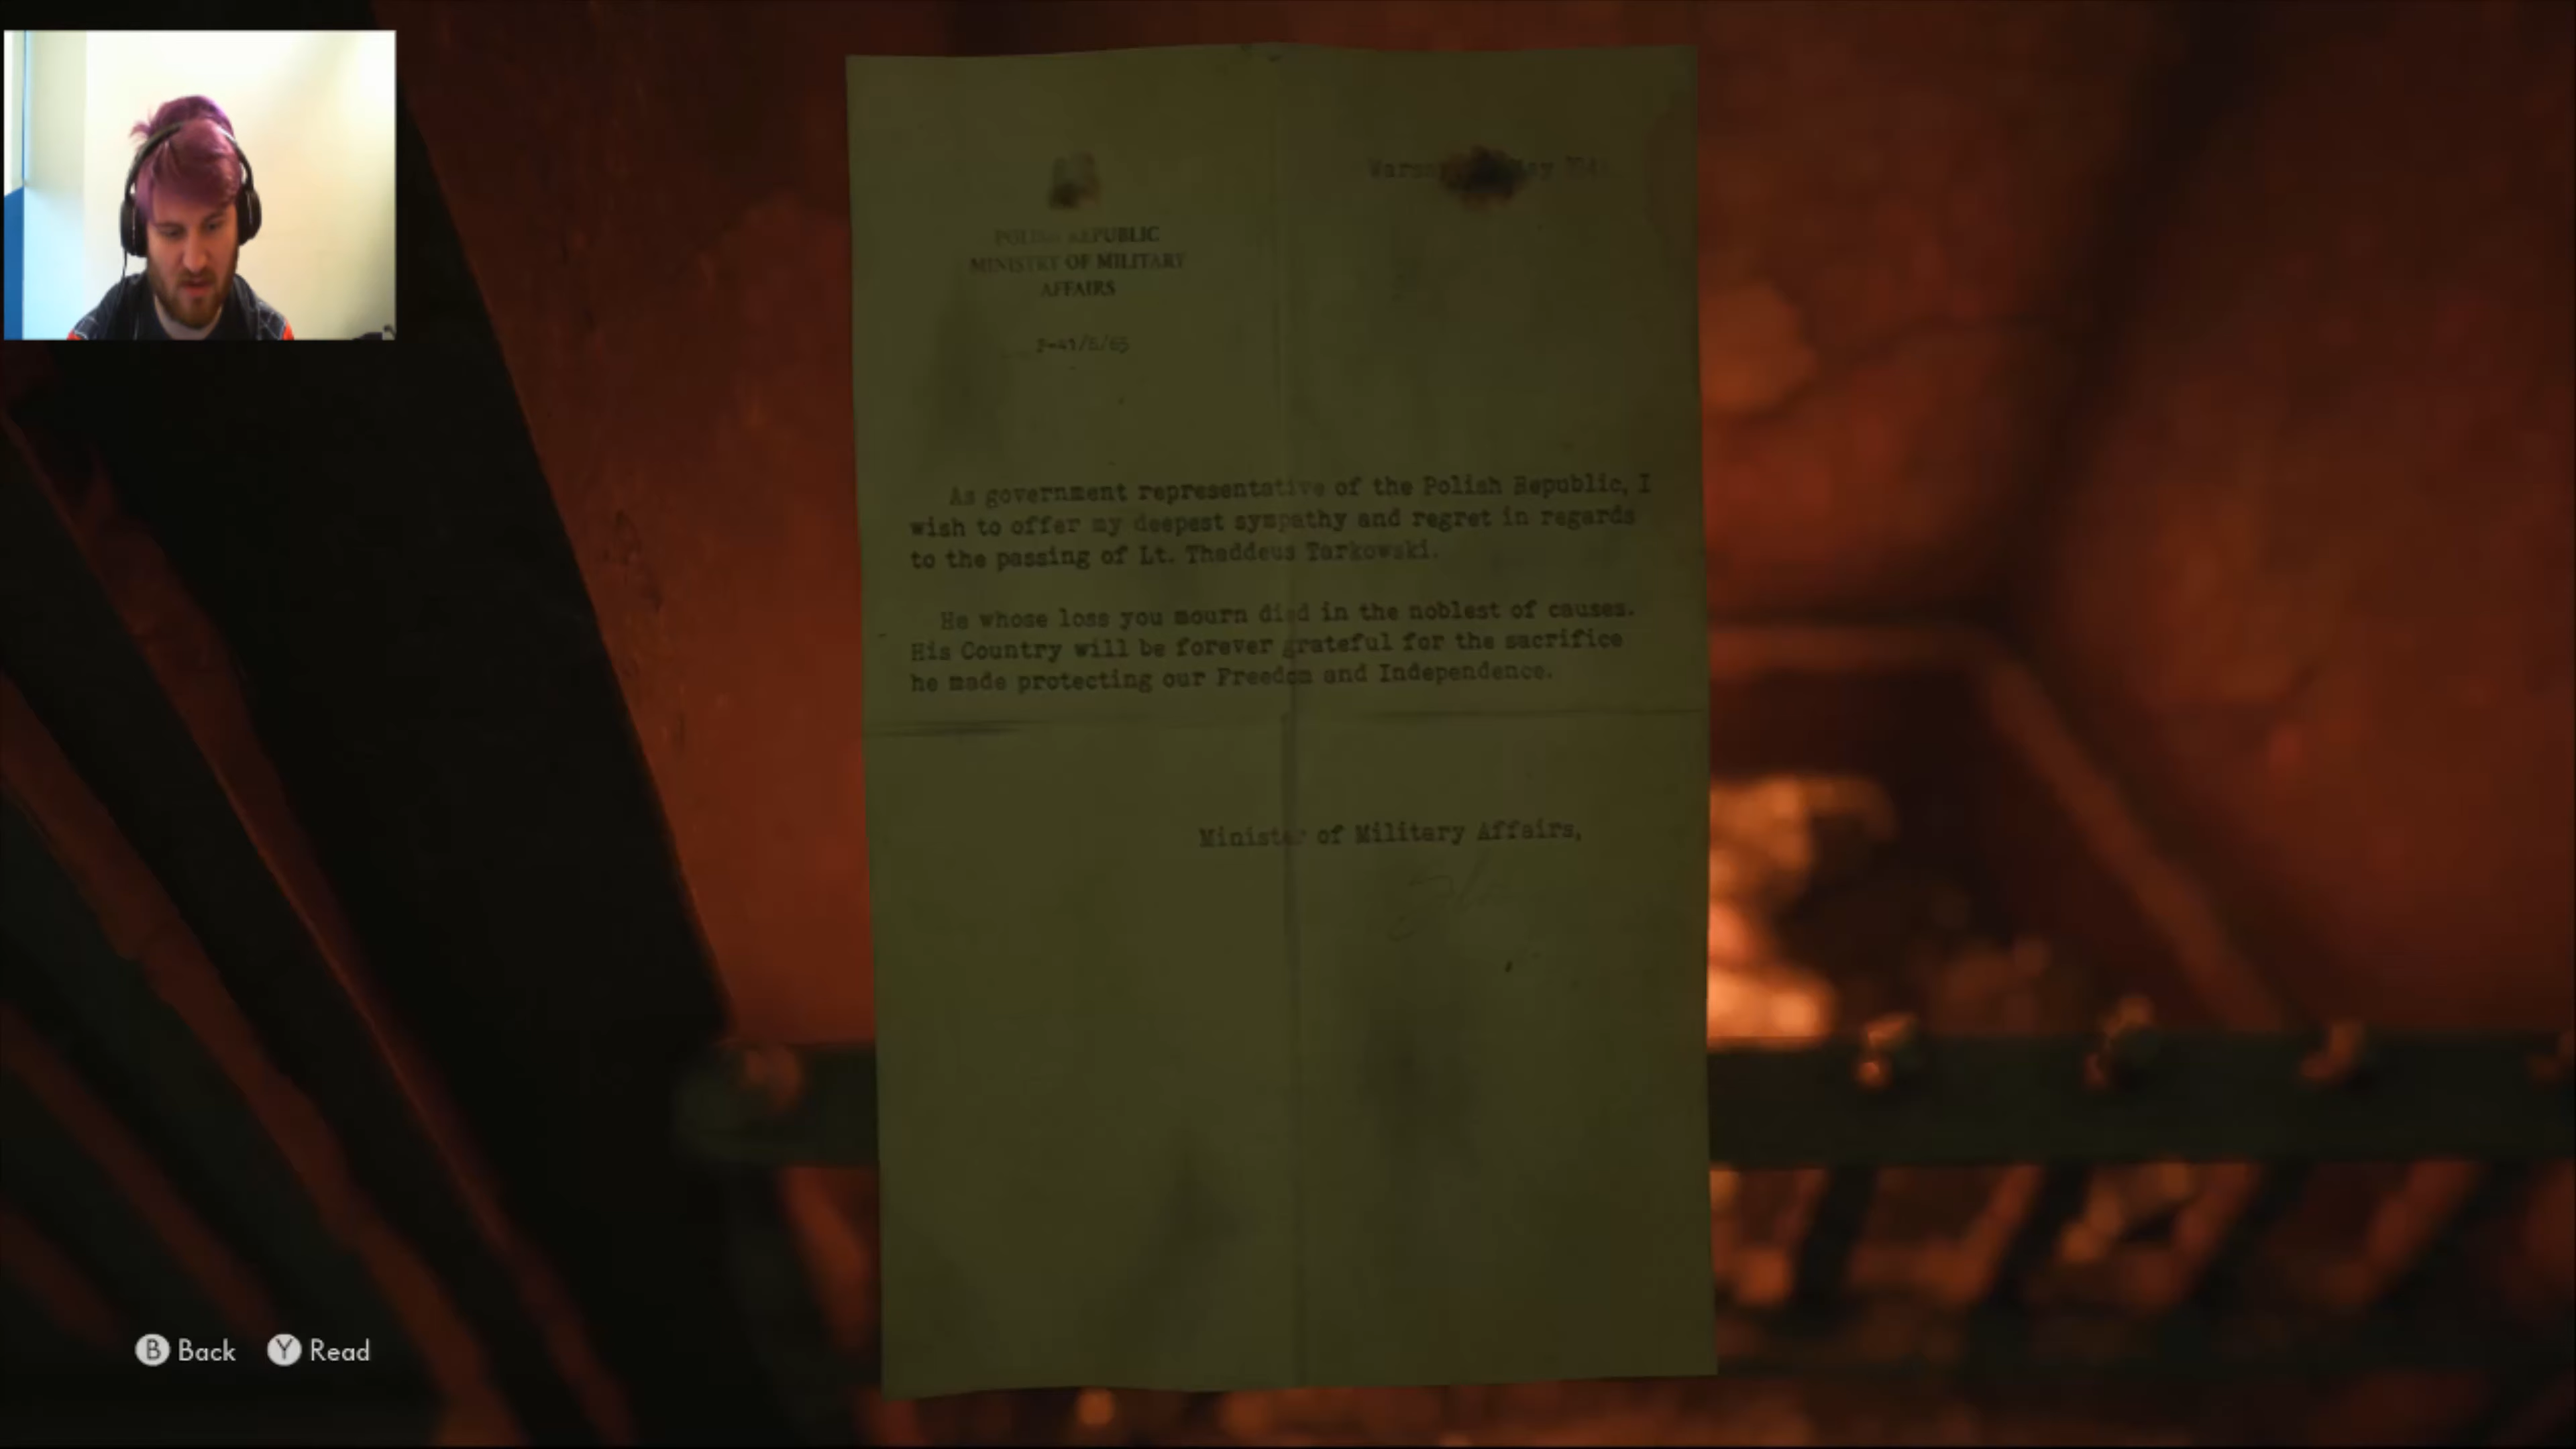 POLISH REPUBLIC
MINISTRY OF MILITARY
AFFAIRS
As government representative of the Polish Republic, I
wish to offer my deepest sympathy and regret in regards
to the passing of Lt. Thaddeus Tarkowski.
He whose loss you mourn died in the noblest of causes.
His Country will be forever grateful for the sacrifice
he made protecting our Freedom and Independence.
Minister of Military Affairs,
B Back Y Read